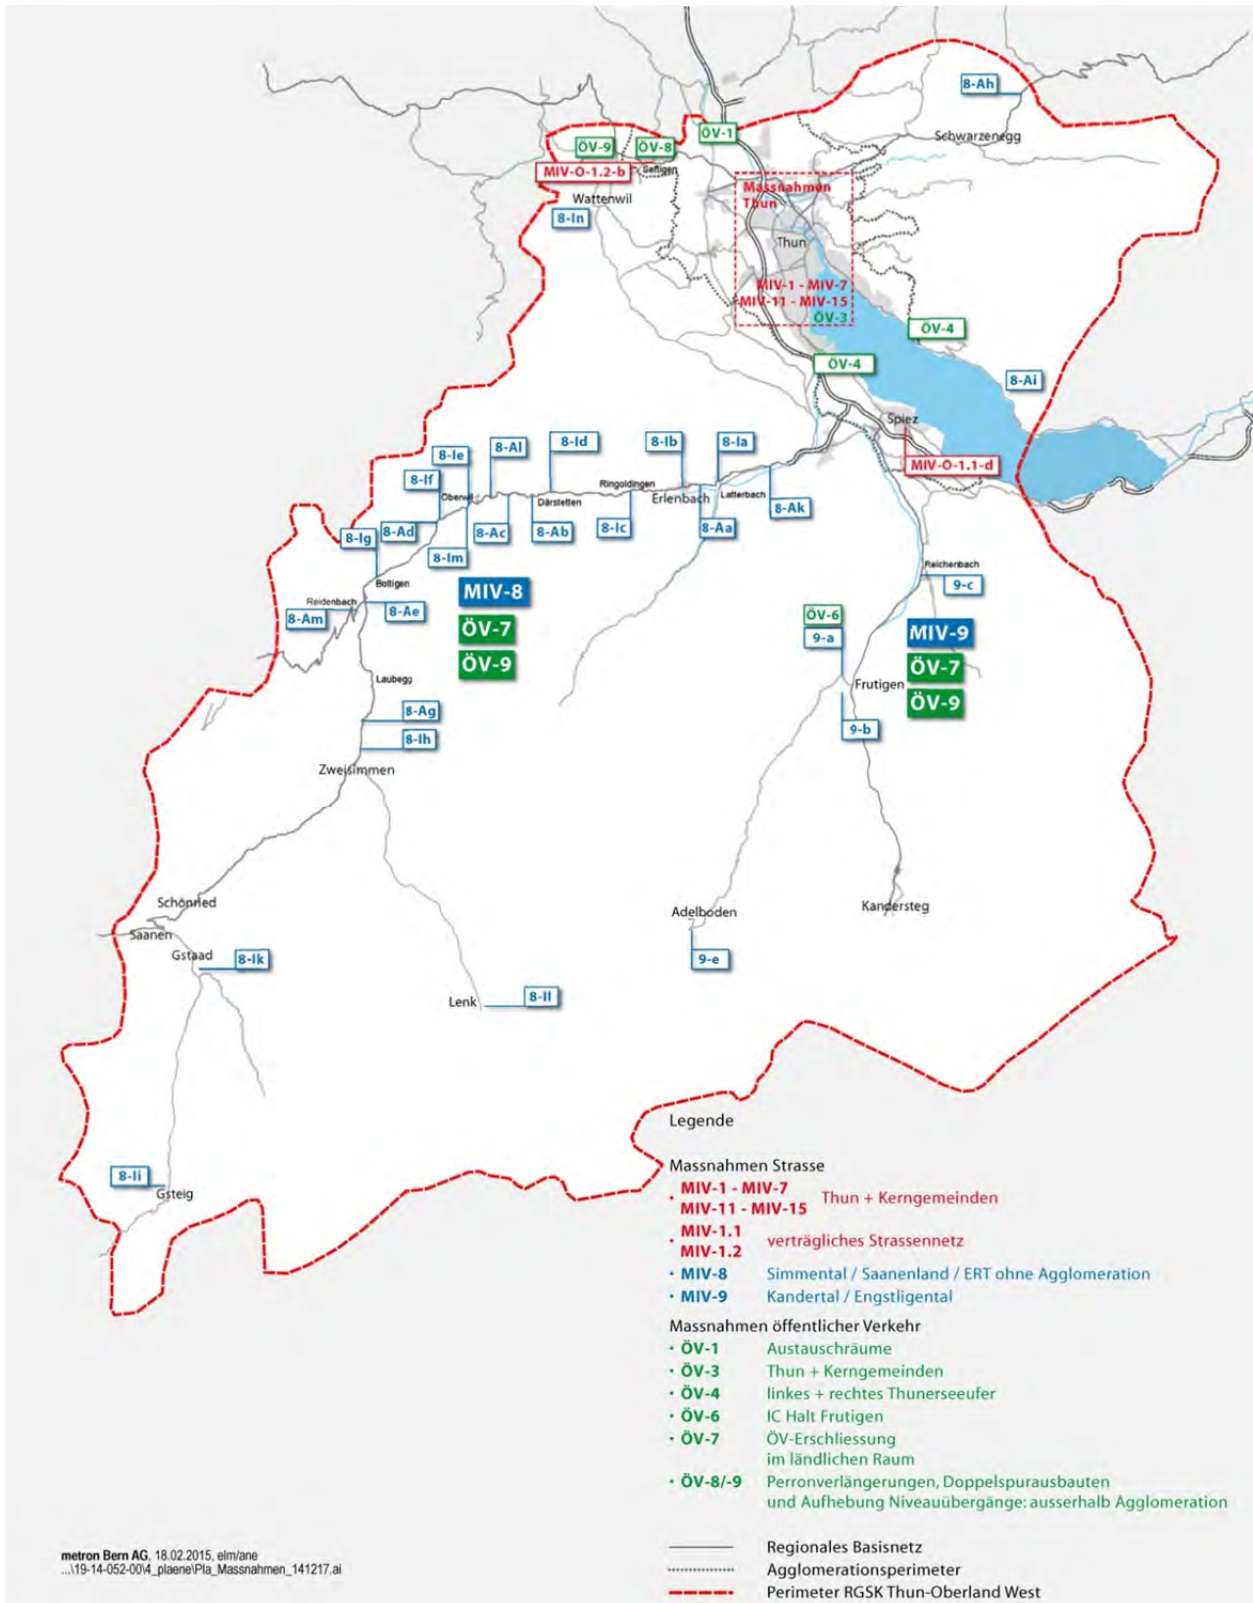 8-Ah
ÖV-1
Schwarzenegg
ÖV-9
ÖV-8
MIV-O-1.2-b
Seftigen
Massnahmen
Thun
Wattenwil
8-In
Thun
MIV-1 - MIV-7
MIV-11 - MIV-15
ÖV-3
ÖV-4
ÖV-4
8-Ai
Spiez
8-Ie
8-Al
8-Id
8-Ib
8-Ia
MIV-O-1.1-d
8-If
Ringoldingen
Oberwil
Därstetten
Erlenbach
Latterbach
8-Ak
8-Ig
8-Ad
8-Ac
8-Ab
8-Ic
8-Aa
8-Im
Boltigen
Reichenbach
9-c
MIV-8
Reidenbach
8-Am
8-Ae
ÖV-6
ÖV-7
9-a
MIV-9
ÖV-9
ÖV-7
Laubegg
Frutigen
ÖV-9
8-Ag
9-b
8-Ih
Zweisimmen
Schönried
Adelboden
Kandersteg
Saanen
Gstaad
8-Ik
9-e
Lenk
8-Il
Legende
Massnahmen Strasse
8-Ii
Gsteig
• MIV-1 - MIV-7
MIV-11 - MIV-15 Thun + Kerngemeinden
• MIV-1.1
MIV-1.2 verträgliches Strassennetz
• MIV-8 Simmental / Saanenland / ERT ohne Agglomeration
• MIV-9 Kandertal / Engstligental
Massnahmen öffentlicher Verkehr
• ÖV-1 Austauschräume
• ÖV-3 Thun + Kerngemeinden
• ÖV-4 linkes + rechtes Thunerseeufer
• ÖV-6 IC Halt Frutigen
• ÖV-7 ÖV-Erschliessung
im ländlichen Raum
• ÖV-8/-9 Perronverlängerungen, Doppelspurausbauten
und Aufhebung Niveauübergänge: ausserhalb Agglomeration
Regionales Basisnetz
Agglomerationsperimeter
Perimeter RGSK Thun-Oberland West
metron Bern AG, 18.02.2015, elm/ane
...\19-14-052-00\4_plaene\Pla_Massnahmen_141217.ai